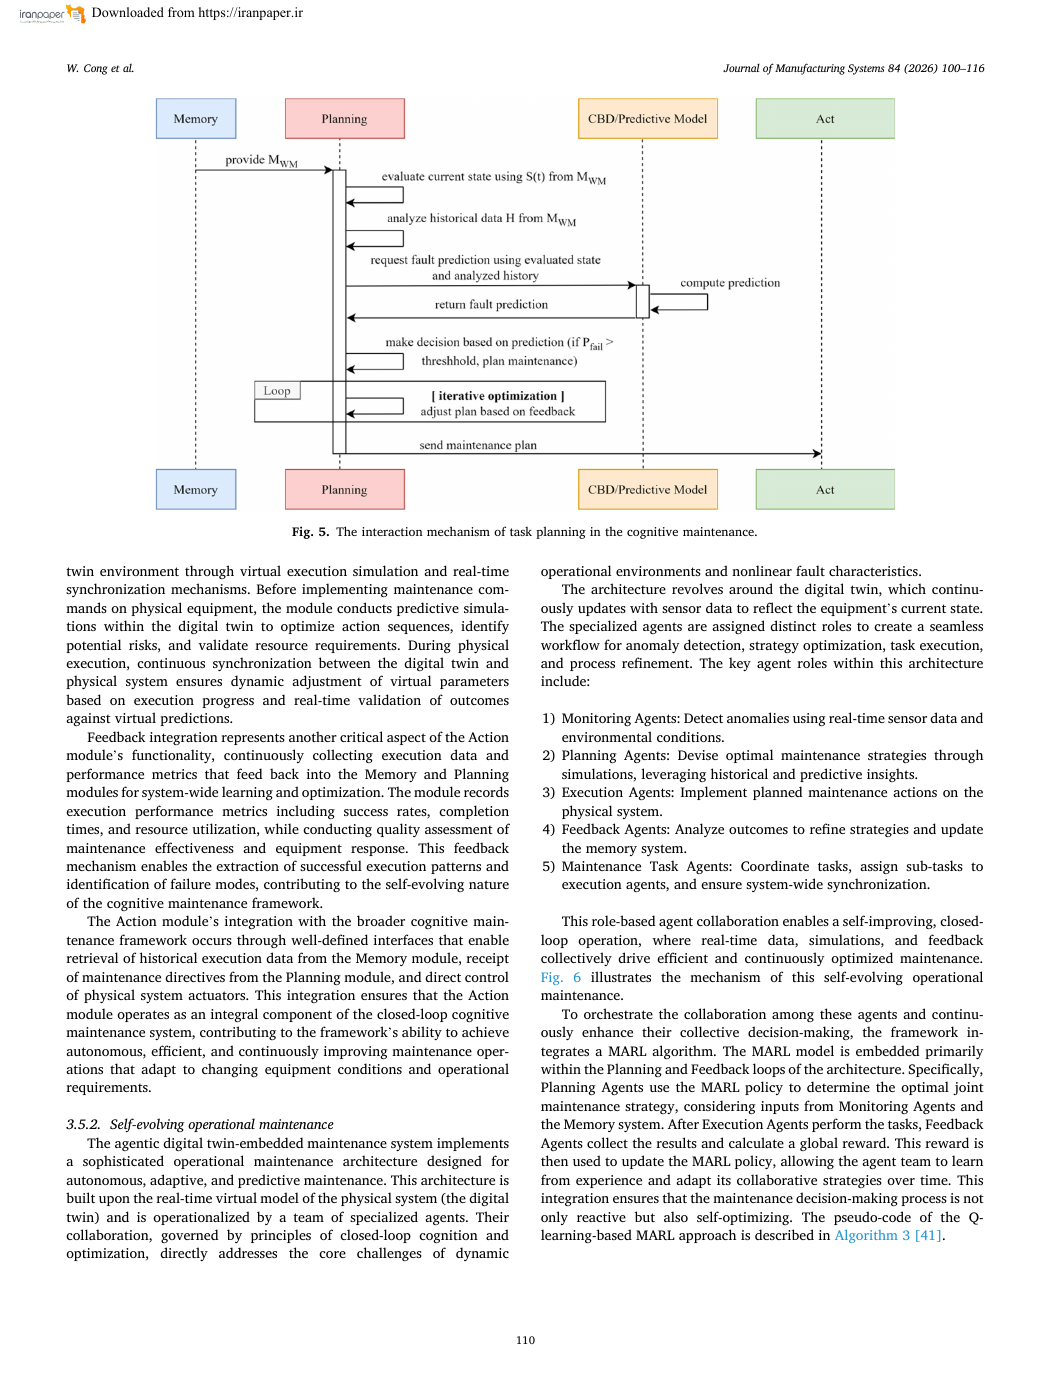 iranpaper
Downloaded from https://iranpaper.ir
W. Cong et al.
Journal of Manufacturing Systems 84 (2026) 100–116
Memory
Planning
CBD/Predictive Model
Act
provide MWM
evaluate current state using S(t) from MWM
analyze historical data H from MWM
request fault prediction using evaluated state
and analyzed history
compute prediction
return fault prediction
make decision based on prediction (if Pfail >
threshhold, plan maintenance)
Loop
[ iterative optimization ]
adjust plan based on feedback
send maintenance plan
Memory
Planning
CBD/Predictive Model
Act
Fig. 5. The interaction mechanism of task planning in the cognitive maintenance.
twin environment through virtual execution simulation and real-time
synchronization mechanisms. Before implementing maintenance com-
mands on physical equipment, the module conducts predictive simula-
tions within the digital twin to optimize action sequences, identify
potential risks, and validate resource requirements. During physical
execution, continuous synchronization between the digital twin and
physical system ensures dynamic adjustment of virtual parameters
based on execution progress and real-time validation of outcomes
against virtual predictions.
Feedback integration represents another critical aspect of the Action
module's functionality, continuously collecting execution data and
performance metrics that feed back into the Memory and Planning
modules for system-wide learning and optimization. The module records
execution performance metrics including success rates, completion
times, and resource utilization, while conducting quality assessment of
maintenance effectiveness and equipment response. This feedback
mechanism enables the extraction of successful execution patterns and
identification of failure modes, contributing to the self-evolving nature
of the cognitive maintenance framework.
The Action module's integration with the broader cognitive main-
tenance framework occurs through well-defined interfaces that enable
retrieval of historical execution data from the Memory module, receipt
of maintenance directives from the Planning module, and direct control
of physical system actuators. This integration ensures that the Action
module operates as an integral component of the closed-loop cognitive
maintenance system, contributing to the framework's ability to achieve
autonomous, efficient, and continuously improving maintenance oper-
ations that adapt to changing equipment conditions and operational
requirements.
3.5.2. Self-evolving operational maintenance
The agentic digital twin-embedded maintenance system implements
a sophisticated operational maintenance architecture designed for
autonomous, adaptive, and predictive maintenance. This architecture is
built upon the real-time virtual model of the physical system (the digital
twin) and is operationalized by a team of specialized agents. Their
collaboration, governed by principles of closed-loop cognition and
optimization, directly addresses the core challenges of dynamic
operational environments and nonlinear fault characteristics.
The architecture revolves around the digital twin, which continu-
ously updates with sensor data to reflect the equipment's current state.
The specialized agents are assigned distinct roles to create a seamless
workflow for anomaly detection, strategy optimization, task execution,
and process refinement. The key agent roles within this architecture
include:
1) Monitoring Agents: Detect anomalies using real-time sensor data and
environmental conditions.
2) Planning Agents: Devise optimal maintenance strategies through
simulations, leveraging historical and predictive insights.
3) Execution Agents: Implement planned maintenance actions on the
physical system.
4) Feedback Agents: Analyze outcomes to refine strategies and update
the memory system.
5) Maintenance Task Agents: Coordinate tasks, assign sub-tasks to
execution agents, and ensure system-wide synchronization.
This role-based agent collaboration enables a self-improving, closed-
loop operation, where real-time data, simulations, and feedback
collectively drive efficient and continuously optimized maintenance.
Fig. 6 illustrates the mechanism of this self-evolving operational
maintenance.
To orchestrate the collaboration among these agents and continu-
ously enhance their collective decision-making, the framework in-
tegrates a MARL algorithm. The MARL model is embedded primarily
within the Planning and Feedback loops of the architecture. Specifically,
Planning Agents use the MARL policy to determine the optimal joint
maintenance strategy, considering inputs from Monitoring Agents and
the Memory system. After Execution Agents perform the tasks, Feedback
Agents collect the results and calculate a global reward. This reward is
then used to update the MARL policy, allowing the agent team to learn
from experience and adapt its collaborative strategies over time. This
integration ensures that the maintenance decision-making process is not
only reactive but also self-optimizing. The pseudo-code of the Q-
learning-based MARL approach is described in Algorithm 3 [41].
110